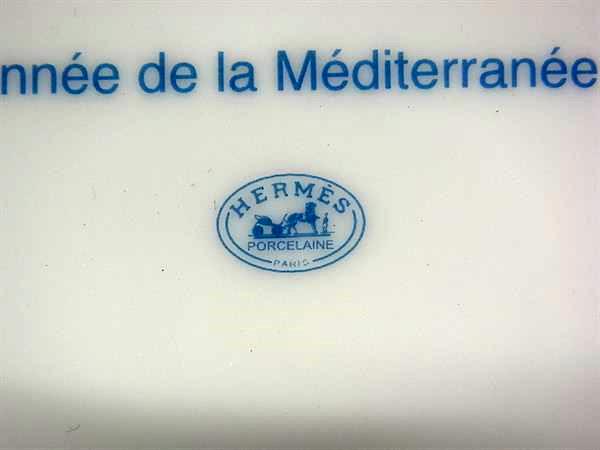 nnée de la Méditerranée
HERMÈS
PORCELAINE
PARIS